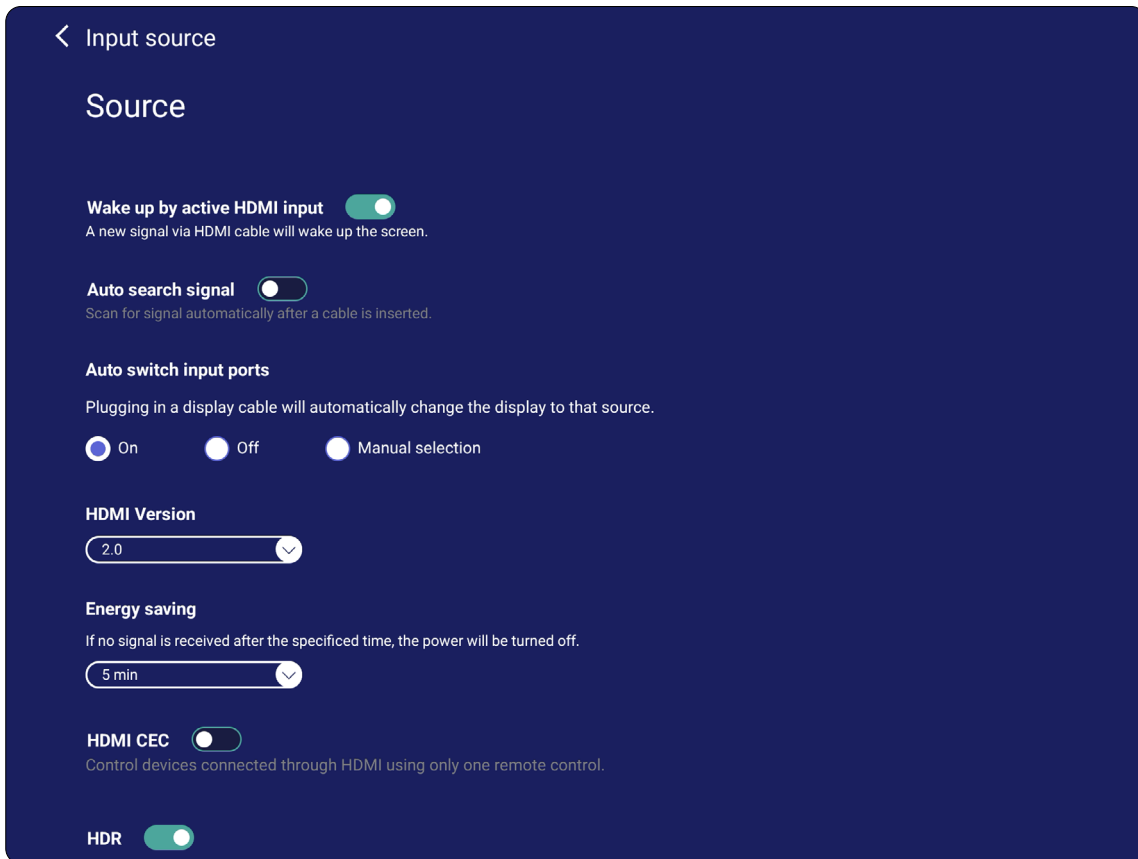 Input source
Source
Wake up by active HDMI input
A new signal via HDMI cable will wake up the screen.
Auto search signal
Scan for signal automatically after a cable is inserted.
Auto switch input ports
Plugging in a display cable will automatically change the display to that source.
On Off Manual selection
HDMI Version
2.0
Energy saving
If no signal is received after the specificed time, the power will be turned off.
5 min
HDMI CEC
Control devices connected through HDMI using only one remote control.
HDR